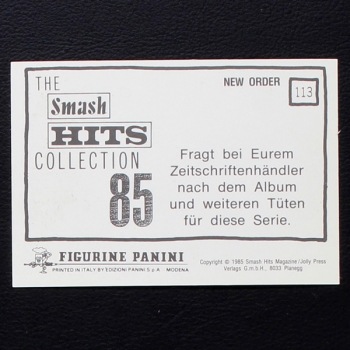 THE
NEW ORDER
113
Smash
HITS
COLLECTION
85
Fragt bei Eurem
Zeitschriftenhändler
nach dem Album
und weiteren Tüten
für diese Serie.
FIGURINE PANINI
PRINTED IN ITALY BY EDIZIONI PANINI S.p.A. MODENA
Copyright © 1985 Smash Hits Magazine/Jolly Press
Verlags G.m.b.H., 8033 Planegg